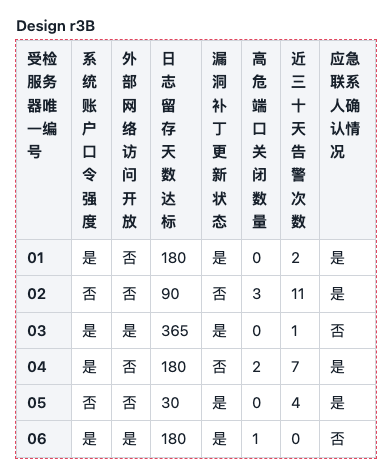 Design r3B
受检服务器唯一编号 系统账户口令强度 外部网络访问开放 日志留存天数达标 漏洞补丁更新状态 高危端口关闭数量 近三十天告警次数 应急联系人确认情况
01 是 否 180 是 0 2 是
02 否 否 90 否 3 11 是
03 是 是 365 是 0 1 否
04 是 否 180 否 2 7 是
05 否 否 30 是 0 4 是
06 是 是 180 是 1 0 否